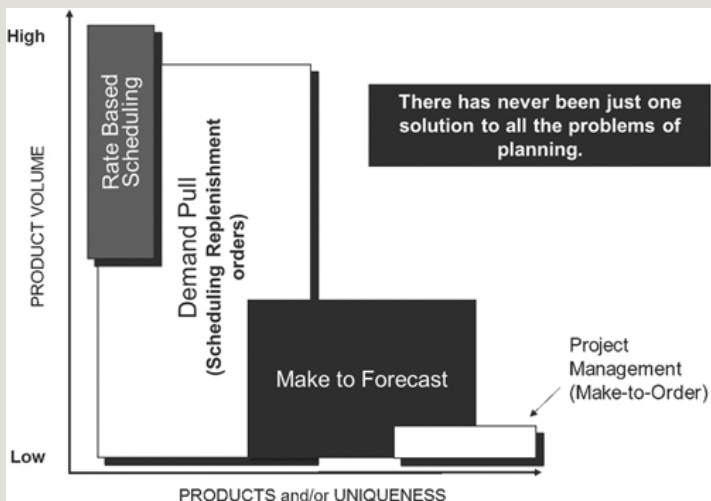 High
Rate Based
Scheduling
Demand Pull
(Scheduling Replenishment
orders)
There has never been just one
solution to all the problems of
planning.
PRODUCT VOLUME
Make to Forecast
Project
Management
(Make-to-Order)
Low
PRODUCTS and/or UNIQUENESS